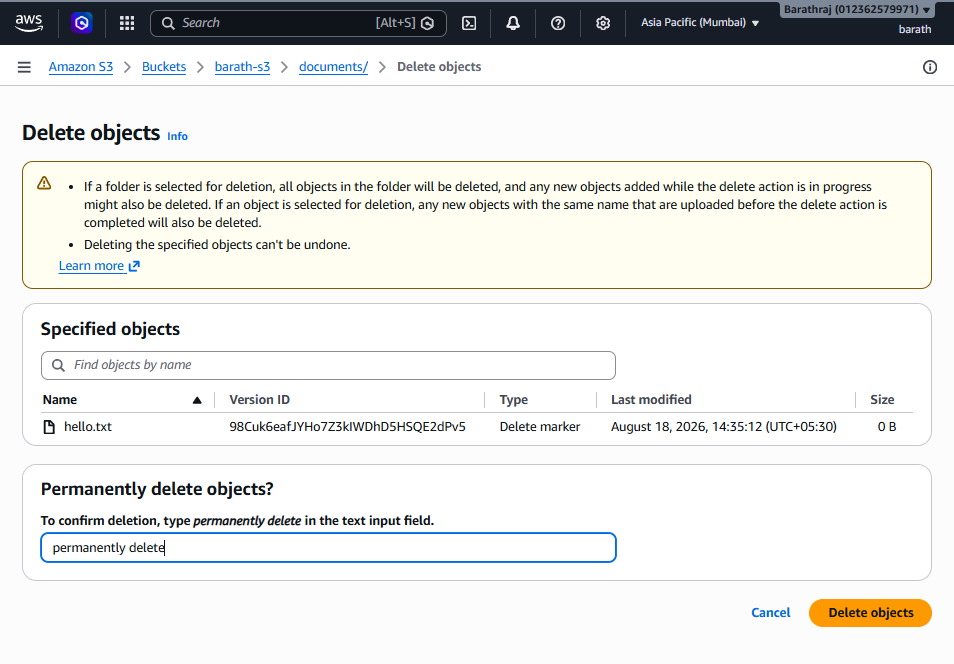 aws
Search [Alt+S]
Asia Pacific (Mumbai)
Barathraj (012362579971)
barath
Amazon S3 Buckets barath-s3 documents/ Delete objects
Delete objects Info
• If a folder is selected for deletion, all objects in the folder will be deleted, and any new objects added while the delete action is in progress
might also be deleted. If an object is selected for deletion, any new objects with the same name that are uploaded before the delete action is
completed will also be deleted.
• Deleting the specified objects can't be undone.
Learn more
Specified objects
Find objects by name
Name Version ID Type Last modified Size
hello.txt 98Cuk6eafJYHo7Z3kIWDhD5HSQE2dPv5 Delete marker August 18, 2026, 14:35:12 (UTC+05:30) 0 B
Permanently delete objects?
To confirm deletion, type permanently delete in the text input field.
permanently delete
Cancel Delete objects